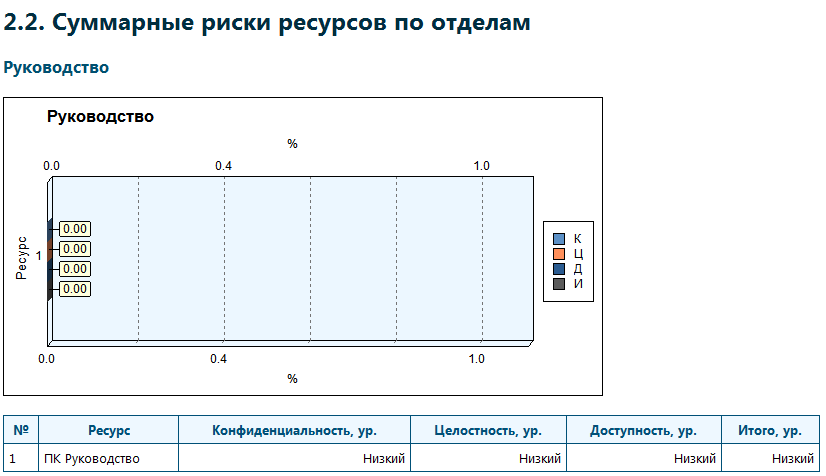 2.2. Суммарные риски ресурсов по отделам
Руководство
Руководство
%
0.0 0.4 1.0
0.00
0.00
0.00
0.00
Ресурс
1
К
Ц
Д
И
0.0 0.4 1.0
%
№ Ресурс Конфиденциальность, ур. Целостность, ур. Доступность, ур. Итого, ур.
1 ПК Руководство Низкий Низкий Низкий Низкий